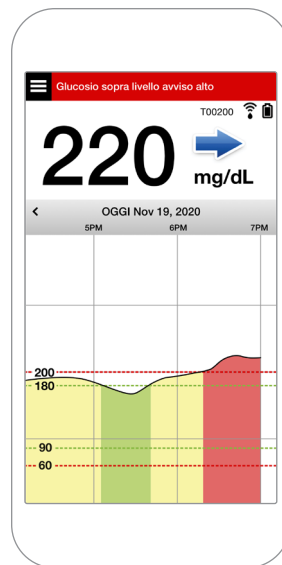 Glucosio sopra livello avviso alto
T00200
220
mg/dL
OGGI Nov 19, 2020
5PM 6PM 7PM
200
180
90
60